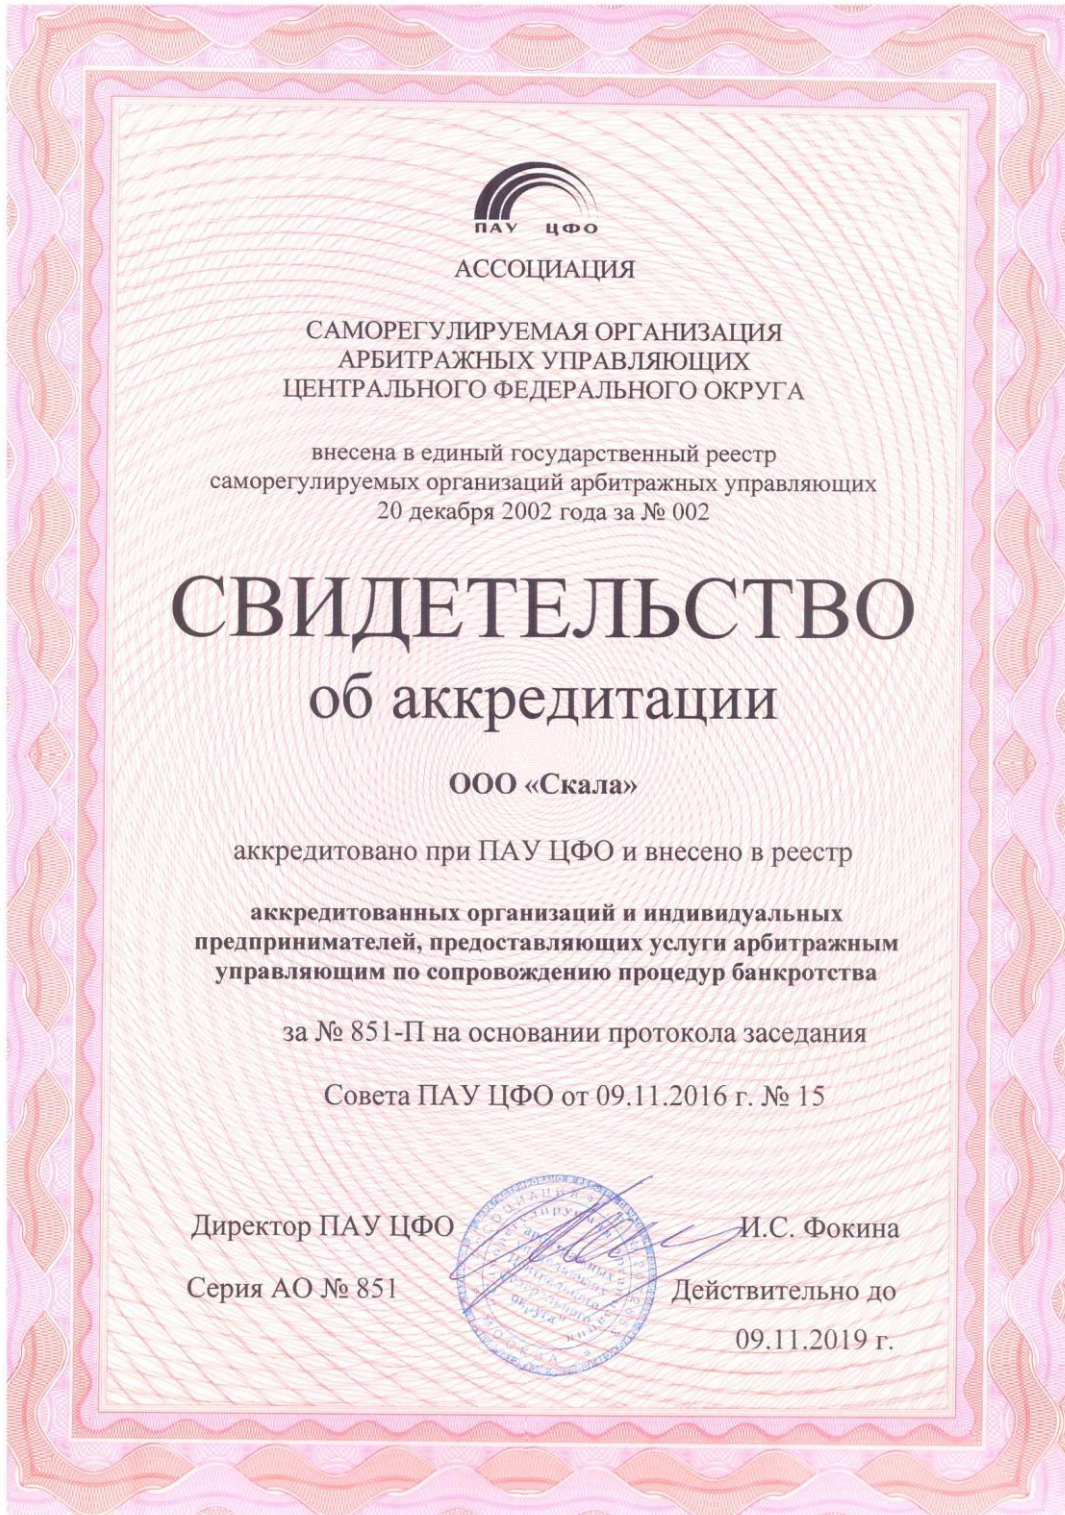 ПАУ ЦФО
АССОЦИАЦИЯ
САМОРЕГУЛИРУЕМАЯ ОРГАНИЗАЦИЯ
АРБИТРАЖНЫХ УПРАВЛЯЮЩИХ
ЦЕНТРАЛЬНОГО ФЕДЕРАЛЬНОГО ОКРУГА
внесена в единый государственный реестр
саморегулируемых организаций арбитражных управляющих
20 декабря 2002 года за № 002
СВИДЕТЕЛЬСТВО
об аккредитации
ООО «Скала»
аккредитовано при ПАУ ЦФО и внесено в реестр
аккредитованных организаций и индивидуальных
предпринимателей, предоставляющих услуги арбитражным
управляющим по сопровождению процедур банкротства
за № 851-П на основании протокола заседания
Совета ПАУ ЦФО от 09.11.2016 г. № 15
Директор ПАУ ЦФО
И.С. Фокина
Серия АО № 851
Действительно до
09.11.2019 г.
АССОЦИАЦИЯ
округа"
МОСКВА